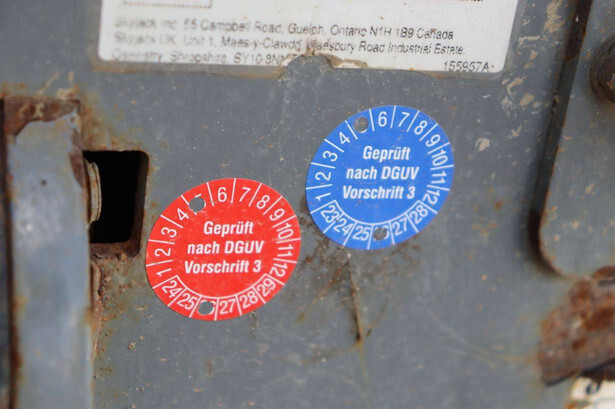 Skyjack Inc. 55 Campbell Road, Guelph, Ontario N1H 1B9 Canada
Skyjack UK. Unit 1, Maes-y-Clawdd, Maesbury Road Industrial Estate
Oswestry, Shropshire, SY10 8N
155957A
1 2 3 4 6 7 8 9 10 11 12
Geprüft
nach DGUV
Vorschrift 3
23 24 25 26 27 28
1 2 3 4 6 7 8 9 10 11 12
Geprüft
nach DGUV
Vorschrift 3
24 25 27 28 29